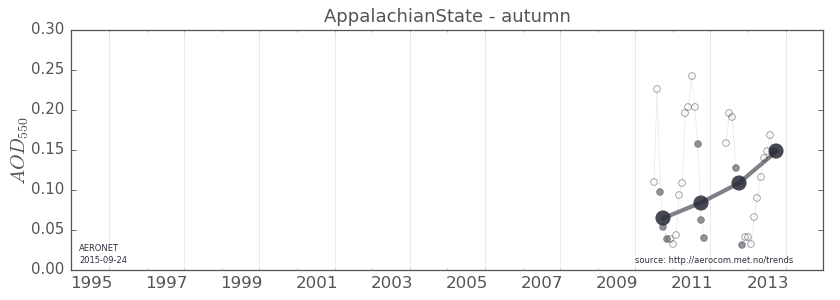 AppalachianState - autumn
0.30
0.25
0.20
0.15
0.10
0.05
0.00
AOD550
AERONET
2015-09-24
source: http://aerocom.met.no/trends
1995 1997 1999 2001 2003 2005 2007 2009 2011 2013